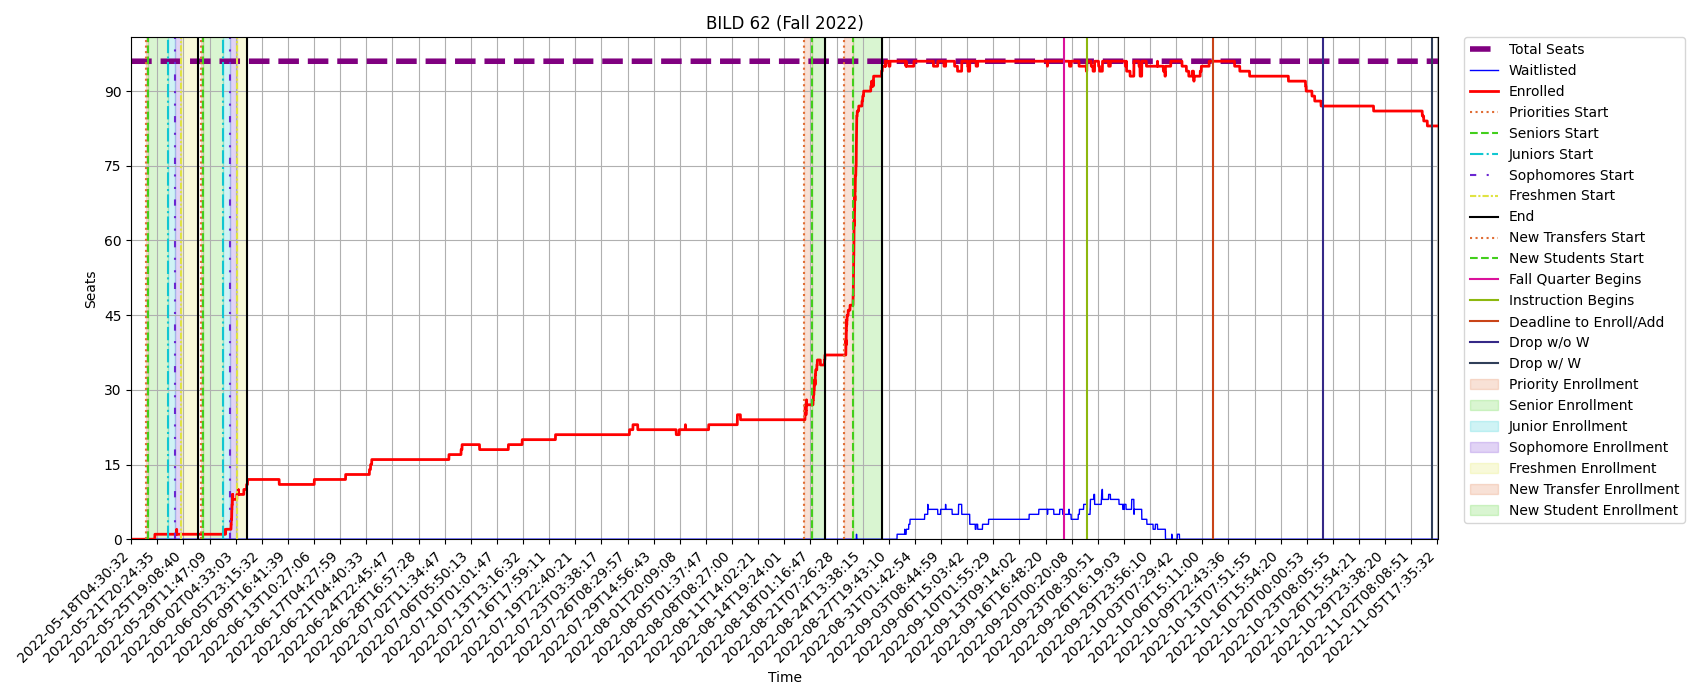 BILD 62 (Fall 2022)
Seats
90
75
60
45
30
15
0
2022-05-18T04:30:32
2022-05-21T20:24:35
2022-05-25T19:08:40
2022-05-29T11:47:09
2022-06-02T04:33:03
2022-06-05T23:15:32
2022-06-09T16:41:39
2022-06-13T10:27:06
2022-06-17T04:27:59
2022-06-21T04:40:33
2022-06-24T22:45:47
2022-06-28T16:57:28
2022-07-02T11:34:47
2022-07-06T05:50:13
2022-07-10T01:01:47
2022-07-13T13:16:32
2022-07-16T17:59:11
2022-07-19T22:40:21
2022-07-23T03:38:17
2022-07-26T08:29:57
2022-07-29T14:56:43
2022-08-01T20:09:08
2022-08-05T01:37:47
2022-08-08T08:27:00
2022-08-11T14:02:21
2022-08-14T19:24:01
2022-08-18T01:16:47
2022-08-21T07:26:28
2022-08-24T13:38:15
2022-08-27T19:43:10
2022-08-31T01:42:54
2022-09-03T08:44:59
2022-09-06T15:03:42
2022-09-10T01:55:29
2022-09-13T09:14:02
2022-09-16T16:48:20
2022-09-20T00:20:08
2022-09-23T08:30:51
2022-09-26T16:19:03
2022-09-29T23:56:10
2022-10-03T07:29:42
2022-10-06T15:11:00
2022-10-09T22:43:36
2022-10-13T07:51:55
2022-10-16T15:54:20
2022-10-20T00:00:53
2022-10-23T08:05:55
2022-10-26T15:54:21
2022-10-29T23:38:20
2022-11-02T08:08:51
2022-11-05T17:35:32
Time
Total Seats
Waitlisted
Enrolled
Priorities Start
Seniors Start
Juniors Start
Sophomores Start
Freshmen Start
End
New Transfers Start
New Students Start
Fall Quarter Begins
Instruction Begins
Deadline to Enroll/Add
Drop w/o W
Drop w/ W
Priority Enrollment
Senior Enrollment
Junior Enrollment
Sophomore Enrollment
Freshmen Enrollment
New Transfer Enrollment
New Student Enrollment